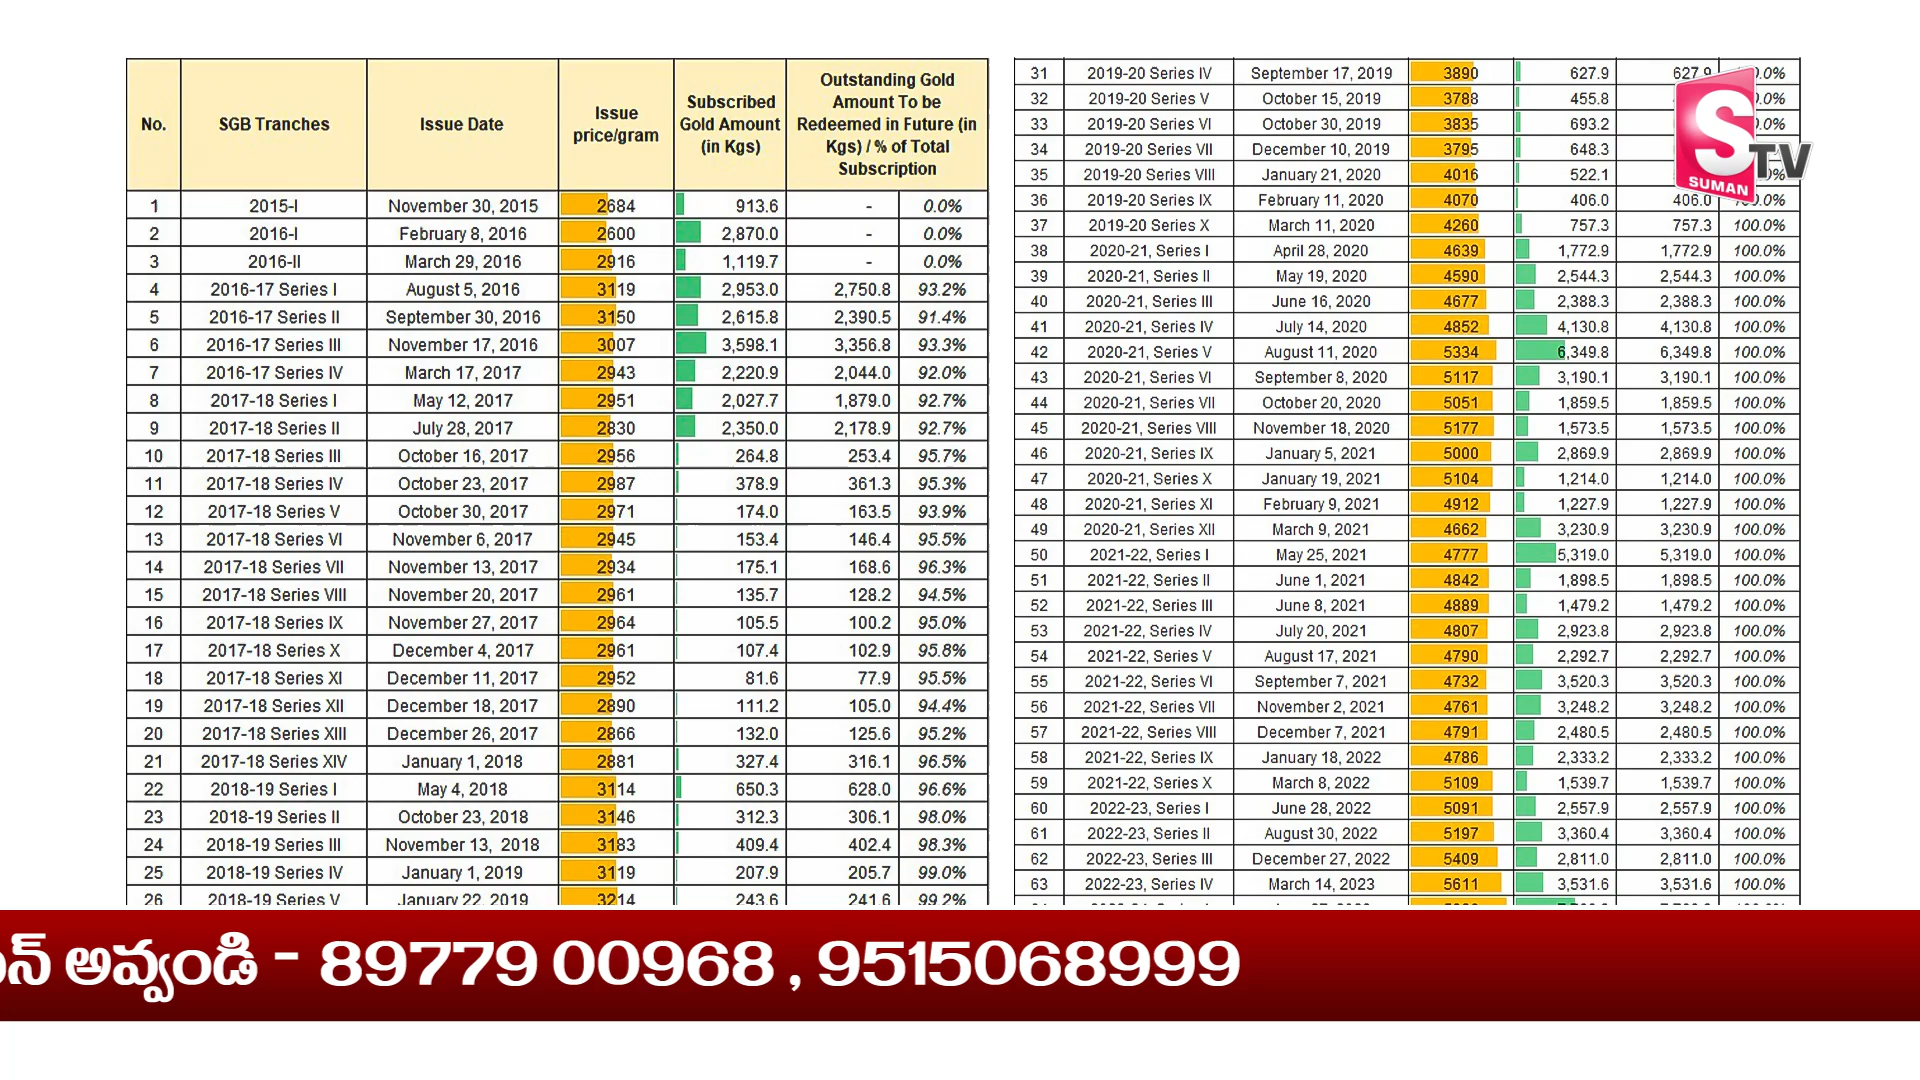 No. SGB Tranches Issue Date Issue price/gram Subscribed Gold Amount (in Kgs) Outstanding Gold Amount To be Redeemed in Future (in Kgs) / % of Total Subscription
1 2015-I November 30, 2015 2684 913.6 - 0.0%
2 2016-I February 8, 2016 2600 2,870.0 - 0.0%
3 2016-II March 29, 2016 2916 1,119.7 - 0.0%
4 2016-17 Series I August 5, 2016 3119 2,953.0 2,750.8 93.2%
5 2016-17 Series II September 30, 2016 3150 2,615.8 2,390.5 91.4%
6 2016-17 Series III November 17, 2016 3007 3,598.1 3,356.8 93.3%
7 2016-17 Series IV March 17, 2017 2943 2,220.9 2,044.0 92.0%
8 2017-18 Series I May 12, 2017 2951 2,027.7 1,879.0 92.7%
9 2017-18 Series II July 28, 2017 2830 2,350.0 2,178.9 92.7%
10 2017-18 Series III October 16, 2017 2956 264.8 253.4 95.7%
11 2017-18 Series IV October 23, 2017 2987 378.9 361.3 95.3%
12 2017-18 Series V October 30, 2017 2971 174.0 163.5 93.9%
13 2017-18 Series VI November 6, 2017 2945 153.4 146.4 95.5%
14 2017-18 Series VII November 13, 2017 2934 175.1 168.6 96.3%
15 2017-18 Series VIII November 20, 2017 2961 135.7 128.2 94.5%
16 2017-18 Series IX November 27, 2017 2964 105.5 100.2 95.0%
17 2017-18 Series X December 4, 2017 2961 107.4 102.9 95.8%
18 2017-18 Series XI December 11, 2017 2952 81.6 77.9 95.5%
19 2017-18 Series XII December 18, 2017 2890 111.2 105.0 94.4%
20 2017-18 Series XIII December 26, 2017 2866 132.0 125.6 95.2%
21 2017-18 Series XIV January 1, 2018 2881 327.4 316.1 96.5%
22 2018-19 Series I May 4, 2018 3114 650.3 628.0 96.6%
23 2018-19 Series II October 23, 2018 3146 312.3 306.1 98.0%
24 2018-19 Series III November 13, 2018 3183 409.4 402.4 98.3%
25 2018-19 Series IV January 1, 2019 3119 207.9 205.7 99.0%
26 2018-19 Series V January 22, 2019 3214 243.6 241.6 99.2%
31 2019-20 Series IV September 17, 2019 3890 627.9 627.9
32 2019-20 Series V October 15, 2019 3788 455.8
33 2019-20 Series VI October 30, 2019 3835 693.2
34 2019-20 Series VII December 10, 2019 3795 648.3
35 2019-20 Series VIII January 21, 2020 4016 522.1
36 2019-20 Series IX February 11, 2020 4070 406.0 406.0
37 2019-20 Series X March 11, 2020 4260 757.3 757.3 100.0%
38 2020-21, Series I April 28, 2020 4639 1,772.9 1,772.9 100.0%
39 2020-21, Series II May 19, 2020 4590 2,544.3 2,544.3 100.0%
40 2020-21, Series III June 16, 2020 4677 2,388.3 2,388.3 100.0%
41 2020-21, Series IV July 14, 2020 4852 4,130.8 4,130.8 100.0%
42 2020-21, Series V August 11, 2020 5334 6,349.8 6,349.8 100.0%
43 2020-21, Series VI September 8, 2020 5117 3,190.1 3,190.1 100.0%
44 2020-21, Series VII October 20, 2020 5051 1,859.5 1,859.5 100.0%
45 2020-21, Series VIII November 18, 2020 5177 1,573.5 1,573.5 100.0%
46 2020-21, Series IX January 5, 2021 5000 2,869.9 2,869.9 100.0%
47 2020-21, Series X January 19, 2021 5104 1,214.0 1,214.0 100.0%
48 2020-21, Series XI February 9, 2021 4912 1,227.9 1,227.9 100.0%
49 2020-21, Series XII March 9, 2021 4662 3,230.9 3,230.9 100.0%
50 2021-22, Series I May 25, 2021 4777 5,319.0 5,319.0 100.0%
51 2021-22, Series II June 1, 2021 4842 1,898.5 1,898.5 100.0%
52 2021-22, Series III June 8, 2021 4889 1,479.2 1,479.2 100.0%
53 2021-22, Series IV July 20, 2021 4807 2,923.8 2,923.8 100.0%
54 2021-22, Series V August 17, 2021 4790 2,292.7 2,292.7 100.0%
55 2021-22, Series VI September 7, 2021 4732 3,520.3 3,520.3 100.0%
56 2021-22, Series VII November 2, 2021 4761 3,248.2 3,248.2 100.0%
57 2021-22, Series VIII December 7, 2021 4791 2,480.5 2,480.5 100.0%
58 2021-22, Series IX January 18, 2022 4786 2,333.2 2,333.2 100.0%
59 2021-22, Series X March 8, 2022 5109 1,539.7 1,539.7 100.0%
60 2022-23, Series I June 28, 2022 5091 2,557.9 2,557.9 100.0%
61 2022-23, Series II August 30, 2022 5197 3,360.4 3,360.4 100.0%
62 2022-23, Series III December 27, 2022 5409 2,811.0 2,811.0 100.0%
63 2022-23, Series IV March 14, 2023 5611 3,531.6 3,531.6 100.0%
S TV
SUMAN
అవ్వండి - 89779 00968 , 9515068999